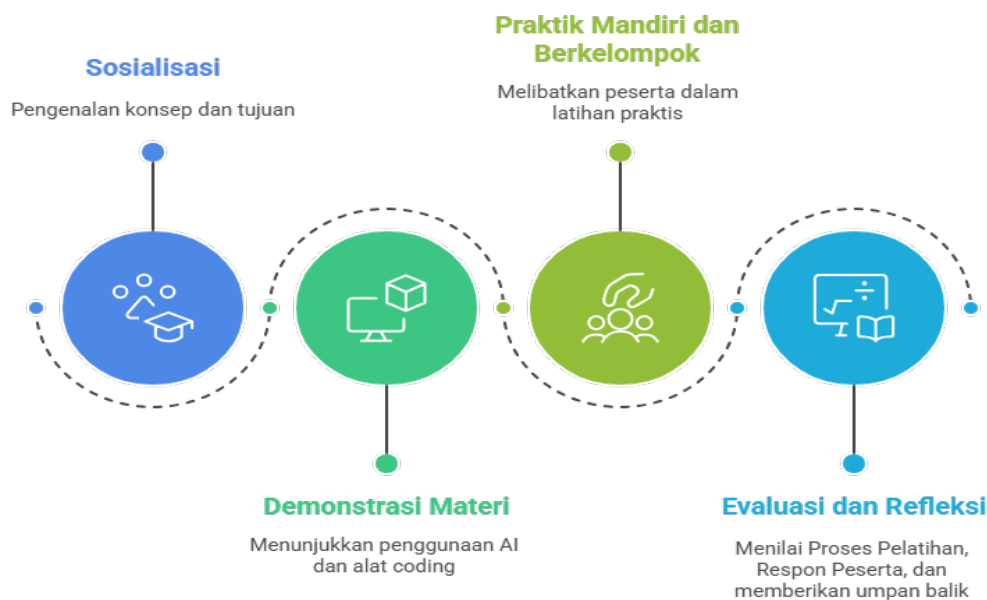 Sosialisasi
Pengenalan konsep dan tujuan
Demonstrasi Materi
Menunjukkan penggunaan AI
dan alat coding
Praktik Mandiri dan
Berkelompok
Melibatkan peserta dalam
latihan praktis
Evaluasi dan Refleksi
Menilai Proses Pelatihan,
Respon Peserta, dan
memberikan umpan balik